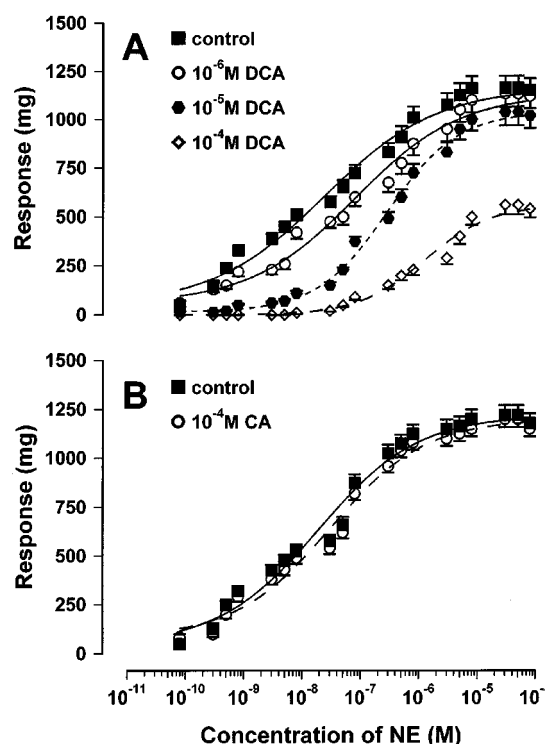 A
control
10⁻⁶M DCA
10⁻⁵M DCA
10⁻⁴M DCA
Response (mg)
1500
1250
1000
750
500
250
0
B
control
10⁻⁴M CA
Response (mg)
1500
1250
1000
750
500
250
0
10⁻¹¹ 10⁻¹⁰ 10⁻⁹ 10⁻⁸ 10⁻⁷ 10⁻⁶ 10⁻⁵ 10⁻
Concentration of NE (M)